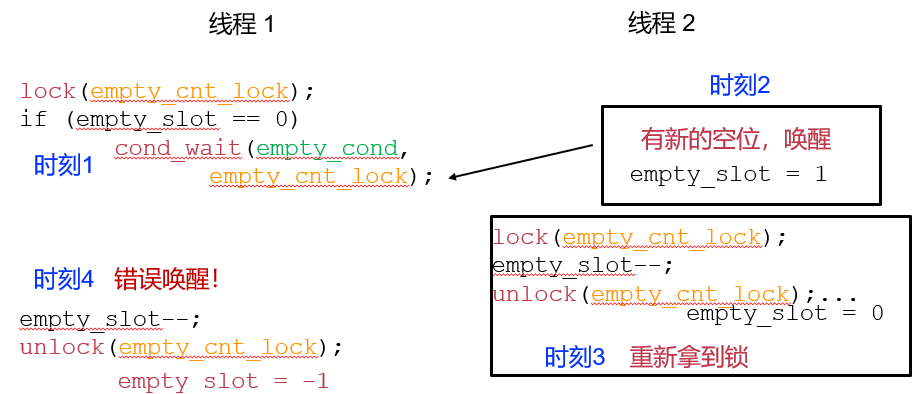 线程 1
线程 2
lock(empty_cnt_lock);
if (empty_slot == 0)
cond_wait(empty_cond,
empty_cnt_lock);
时刻1
时刻2
有新的空位，唤醒
empty_slot = 1
lock(empty_cnt_lock);
empty_slot--;
unlock(empty_cnt_lock);...
empty_slot = 0
时刻3 重新拿到锁
时刻4 错误唤醒！
empty_slot--;
unlock(empty_cnt_lock);
empty slot = -1